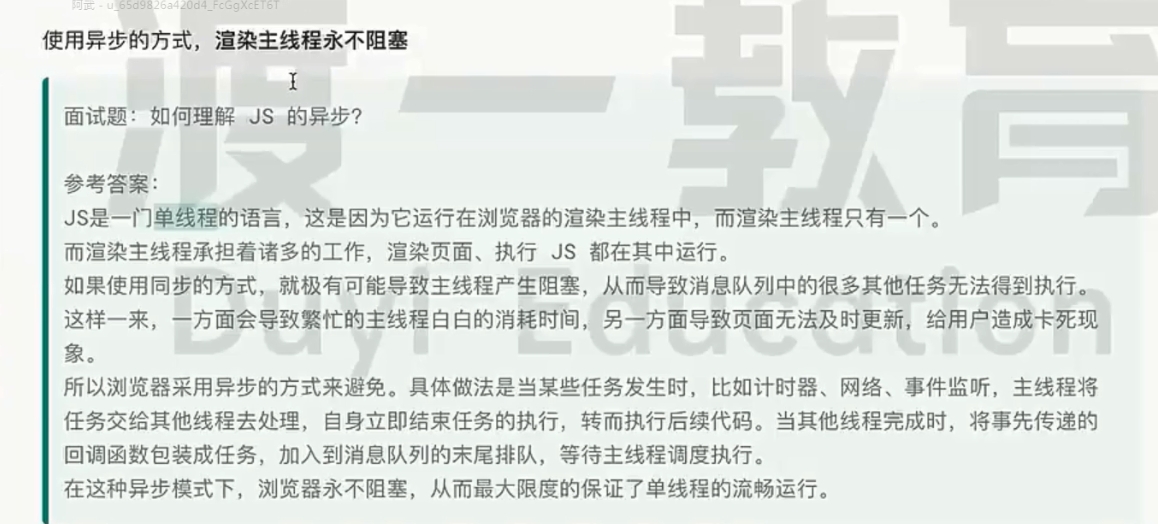 阿武 - u_65d9826a420d4_FcGgXcET6T
使用异步的方式，渲染主线程永不阻塞
面试题：如何理解 JS 的异步？
参考答案：
JS是一门单线程的语言，这是因为它运行在浏览器的渲染主线程中，而渲染主线程只有一个。
而渲染主线程承担着诸多的工作，渲染页面、执行 JS 都在其中运行。
如果使用同步的方式，就极有可能导致主线程产生阻塞，从而导致消息队列中的很多其他任务无法得到执行。
这样一来，一方面会导致繁忙的主线程白白的消耗时间，另一方面导致页面无法及时更新，给用户造成卡死现
象。
所以浏览器采用异步的方式来避免。具体做法是当某些任务发生时，比如计时器、网络、事件监听，主线程将
任务交给其他线程去处理，自身立即结束任务的执行，转而执行后续代码。当其他线程完成时，将事先传递的
回调函数包装成任务，加入到消息队列的末尾排队，等待主线程调度执行。
在这种异步模式下，浏览器永不阻塞，从而最大限度的保证了单线程的流畅运行。
渡一教育
Duyi Education